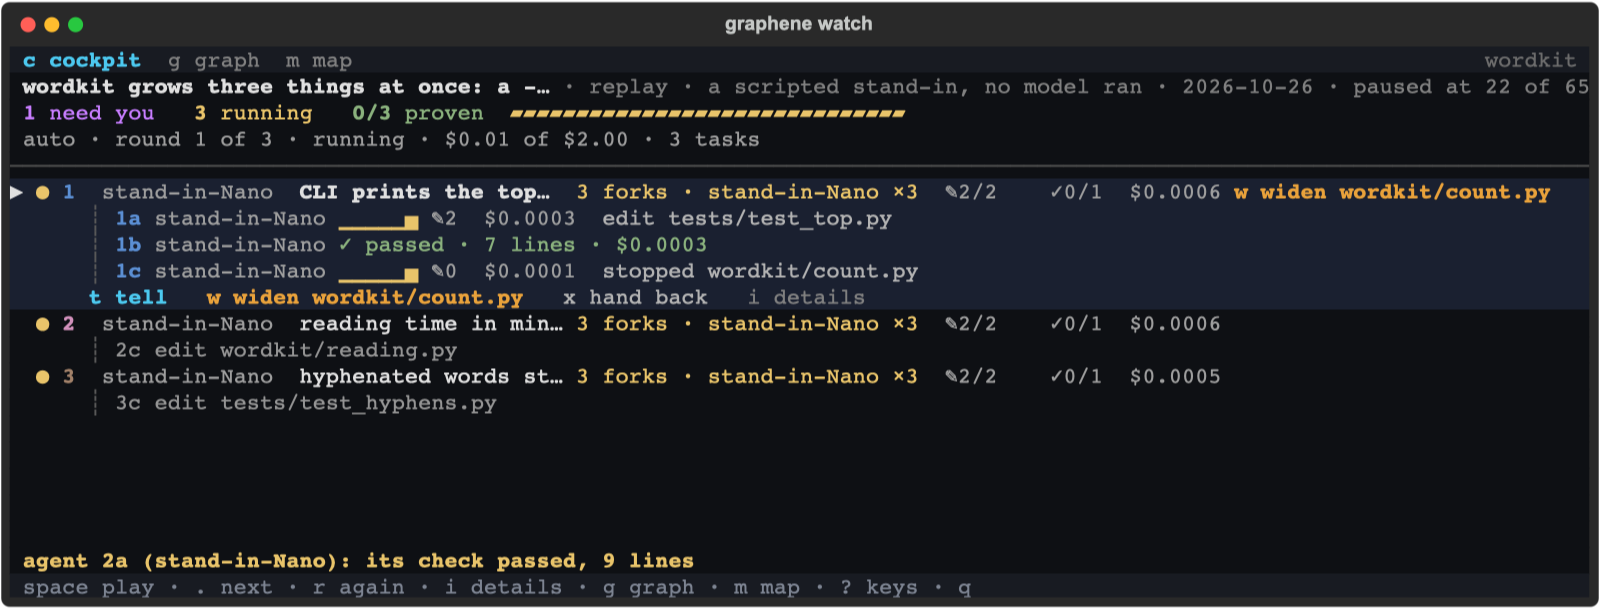 graphene watch
c cockpit  g graph  m map  wordkit
wordkit grows three things at once: a -… · replay · a scripted stand-in, no model ran · 2026-10-26 · paused at 22 of 65
1 need you  3 running  0/3 proven
auto · round 1 of 3 · running · $0.01 of $2.00 · 3 tasks
▶ ● 1  stand-in-Nano  CLI prints the top…  3 forks · stand-in-Nano ×3  ✎2/2  ✓0/1  $0.0006 w widen wordkit/count.py
1a stand-in-Nano ✎2  $0.0003  edit tests/test_top.py
1b stand-in-Nano ✓ passed · 7 lines · $0.0003
1c stand-in-Nano ✎0  $0.0001  stopped wordkit/count.py
t tell  w widen wordkit/count.py  x hand back  i details
● 2  stand-in-Nano  reading time in min… 3 forks · stand-in-Nano ×3  ✎2/2  ✓0/1  $0.0006
2c edit wordkit/reading.py
● 3  stand-in-Nano  hyphenated words st… 3 forks · stand-in-Nano ×3  ✎2/2  ✓0/1  $0.0005
3c edit tests/test_hyphens.py
agent 2a (stand-in-Nano): its check passed, 9 lines
space play · . next · r again · i details · g graph · m map · ? keys · q